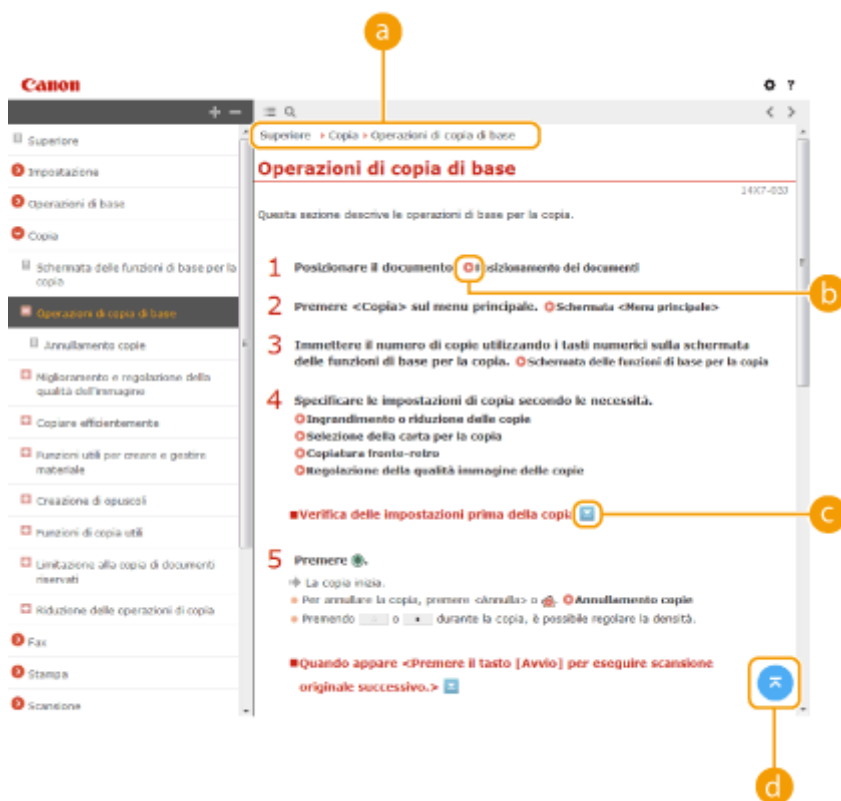 a
Canon
?
+ −
< >
Superiore
Impostazione
Operazioni di base
Copia
Schermata delle funzioni di base per la
copia
Operazioni di copia di base
Annullamento copie
Miglioramento e regolazione della
qualità dell'immagine
Copiare efficientemente
Funzioni utili per creare e gestire
materiale
Creazione di opuscoli
Funzioni di copia utili
Limitazione alla copia di documenti
riservati
Riduzione delle operazioni di copia
Fax
Stampa
Scansione
Superiore Copia Operazioni di copia di base
Operazioni di copia di base
14X7-033
Questa sezione descrive le operazioni di base per la copia.
1 Posizionare il documento Posizionamento dei documenti
b
2 Premere <Copia> sul menu principale. Schermata <Menu principale>
3 Immettere il numero di copie utilizzando i tasti numerici sulla schermata
delle funzioni di base per la copia. Schermata delle funzioni di base per la copia
4 Specificare le impostazioni di copia secondo le necessità.
Ingrandimento o riduzione delle copie
Selezione della carta per la copia
Copiatura fronte-retro
Regolazione della qualità immagine delle copie
Verifica delle impostazioni prima della copia
c
5 Premere .
La copia inizia.
Per annullare la copia, premere <Annulla> o . Annullamento copie
Premendo o durante la copia, è possibile regolare la densità.
Quando appare <Premere il tasto [Avvio] per eseguire scansione
originale successivo.>
d